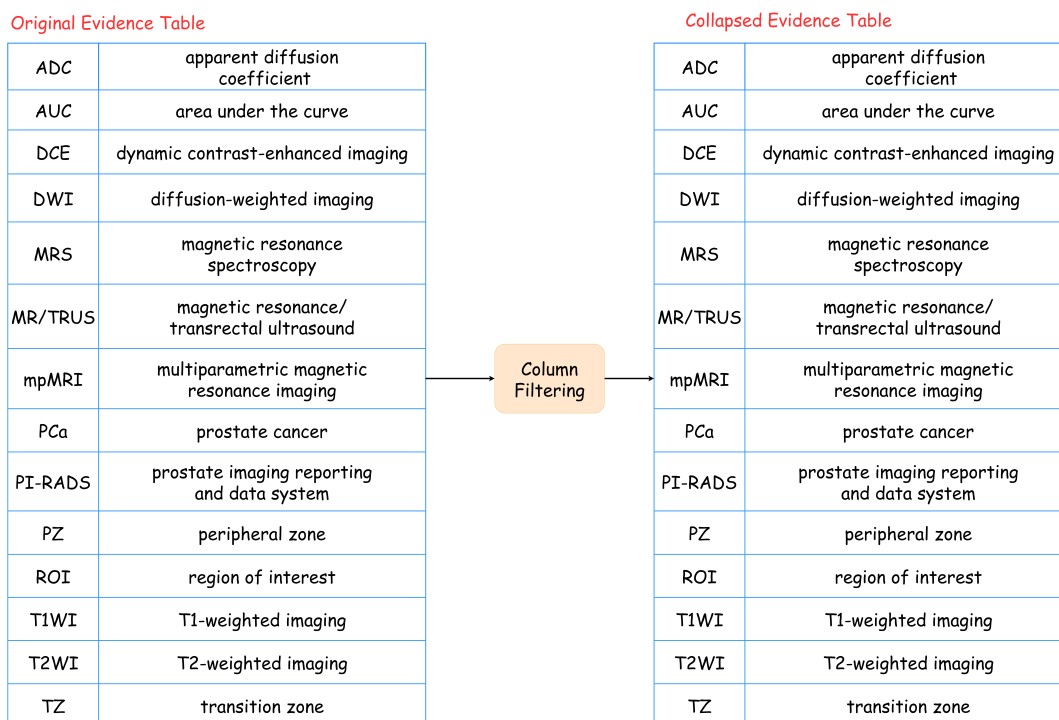 Original Evidence Table
ADC
apparent diffusion
coefficient
AUC
area under the curve
DCE
dynamic contrast-enhanced imaging
DWI
diffusion-weighted imaging
MRS
magnetic resonance
spectroscopy
MR/TRUS
magnetic resonance/
transrectal ultrasound
mpMRI
multiparametric magnetic
resonance imaging
PCa
prostate cancer
PI-RADS
prostate imaging reporting
and data system
PZ
peripheral zone
ROI
region of interest
T1WI
T1-weighted imaging
T2WI
T2-weighted imaging
TZ
transition zone
Column
Filtering
Collapsed Evidence Table
ADC
apparent diffusion
coefficient
AUC
area under the curve
DCE
dynamic contrast-enhanced imaging
DWI
diffusion-weighted imaging
MRS
magnetic resonance
spectroscopy
MR/TRUS
magnetic resonance/
transrectal ultrasound
mpMRI
multiparametric magnetic
resonance imaging
PCa
prostate cancer
PI-RADS
prostate imaging reporting
and data system
PZ
peripheral zone
ROI
region of interest
T1WI
T1-weighted imaging
T2WI
T2-weighted imaging
TZ
transition zone